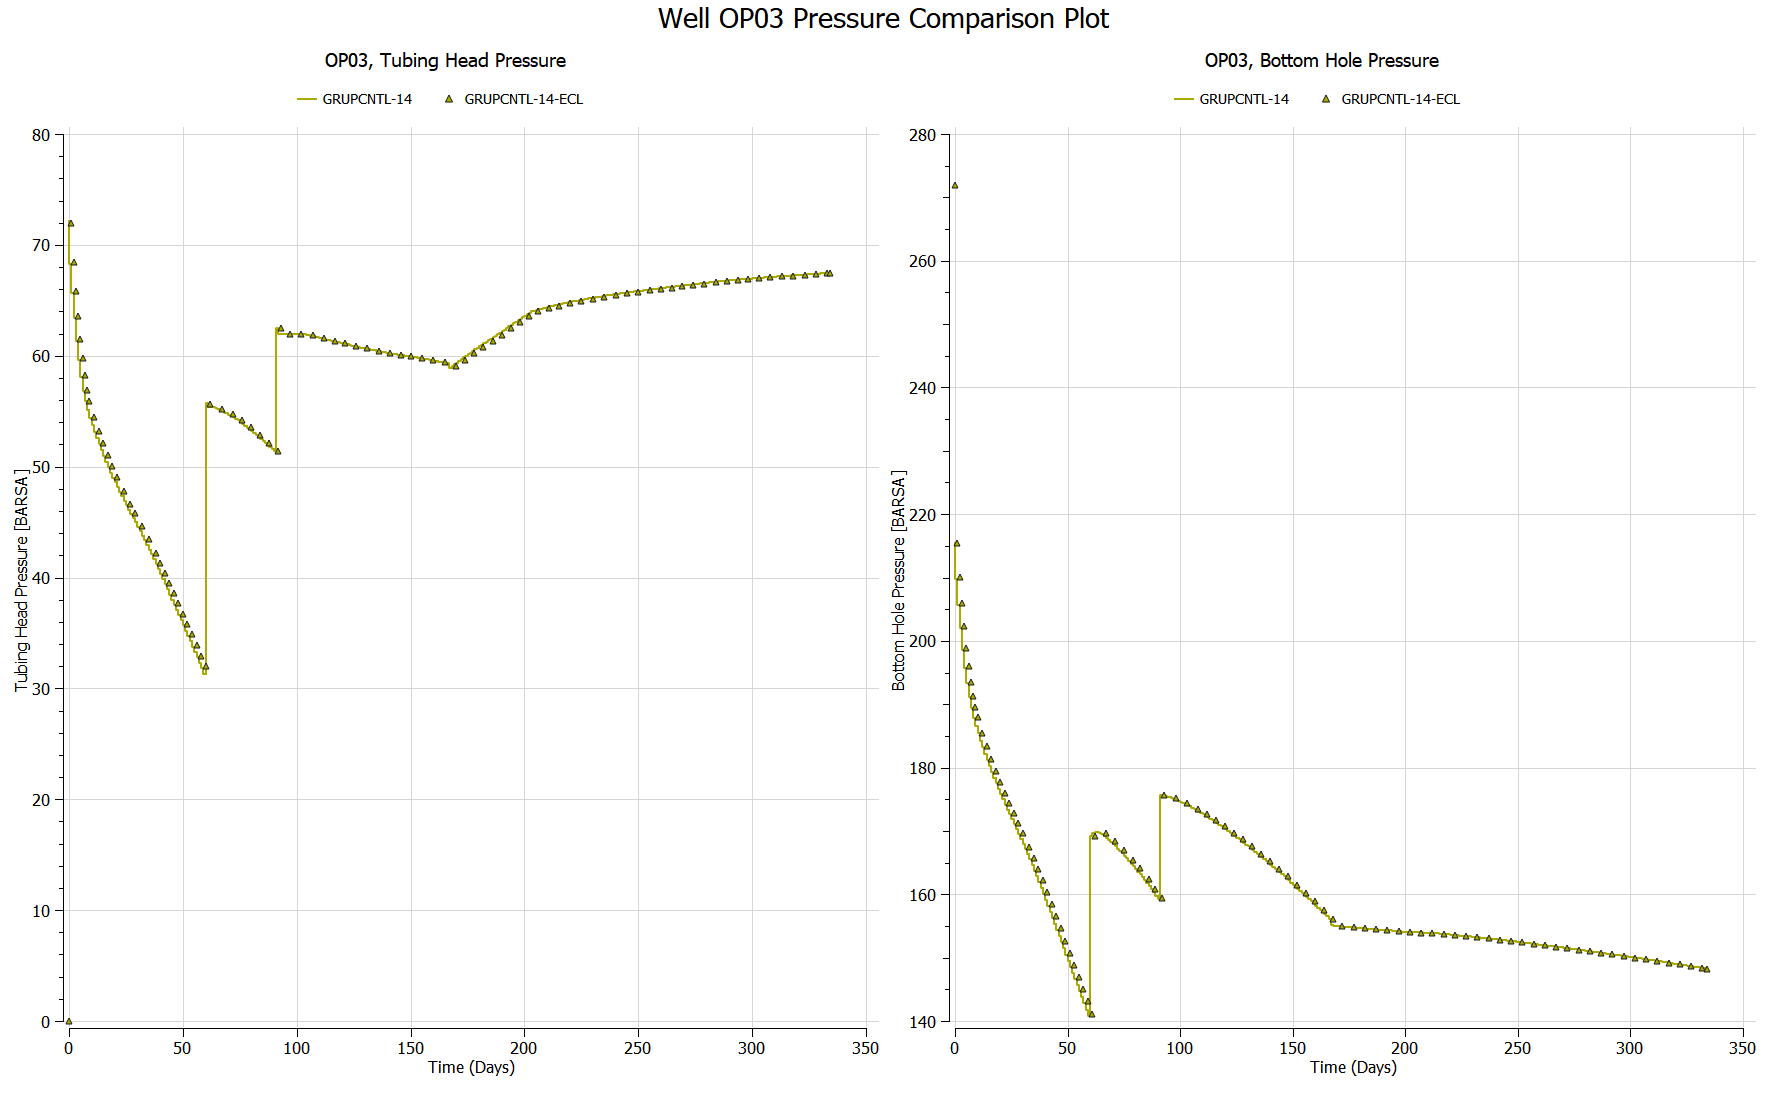 Well OP03 Pressure Comparison Plot
OP03, Tubing Head Pressure
GRUPCNTL-14
GRUPCNTL-14-ECL
80
70
60
50
40
30
20
10
0
Tubing Head Pressure [BARSA]
0 50 100 150 200 250 300 350
Time (Days)
OP03, Bottom Hole Pressure
GRUPCNTL-14
GRUPCNTL-14-ECL
280
260
240
220
200
180
160
140
Bottom Hole Pressure [BARSA]
0 50 100 150 200 250 300 350
Time (Days)